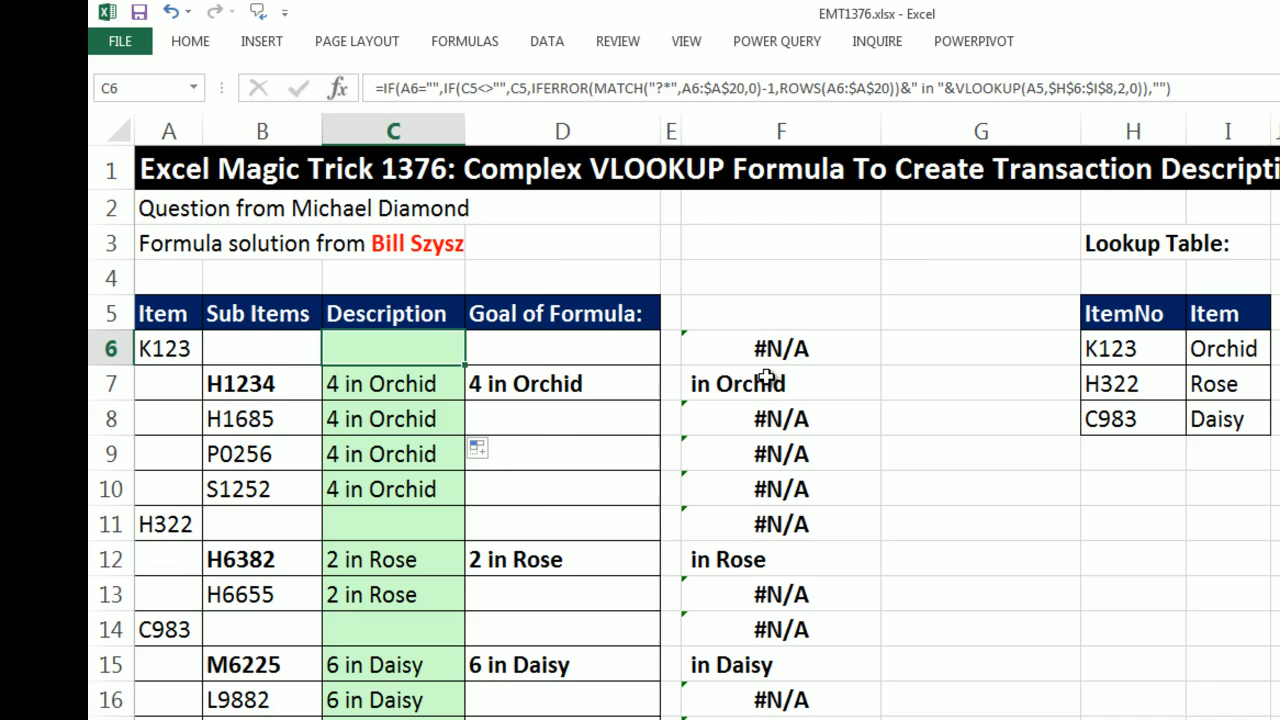 EMT1376.xlsx - Excel
FILE HOME INSERT PAGE LAYOUT FORMULAS DATA REVIEW VIEW POWER QUERY INQUIRE POWERPIVOT
C6 fx =IF(A6="",IF(C5<>"",C5,IFERROR(MATCH("?*",A6:$A$20,0)-1,ROWS(A6:$A$20))&" in "&VLOOKUP(A5,$H$6:$I$8,2,0)),"")
A B C D E F G H I
1 Excel Magic Trick 1376: Complex VLOOKUP Formula To Create Transaction Descripti
2 Question from Michael Diamond
3 Formula solution from Bill Szysz Lookup Table:
4
5 Item Sub Items Description Goal of Formula: ItemNo Item
6 K123 #N/A K123 Orchid
7 H1234 4 in Orchid 4 in Orchid in Orchid H322 Rose
8 H1685 4 in Orchid #N/A C983 Daisy
9 P0256 4 in Orchid #N/A
10 S1252 4 in Orchid #N/A
11 H322 #N/A
12 H6382 2 in Rose 2 in Rose in Rose
13 H6655 2 in Rose #N/A
14 C983 #N/A
15 M6225 6 in Daisy 6 in Daisy in Daisy
16 L9882 6 in Daisy #N/A